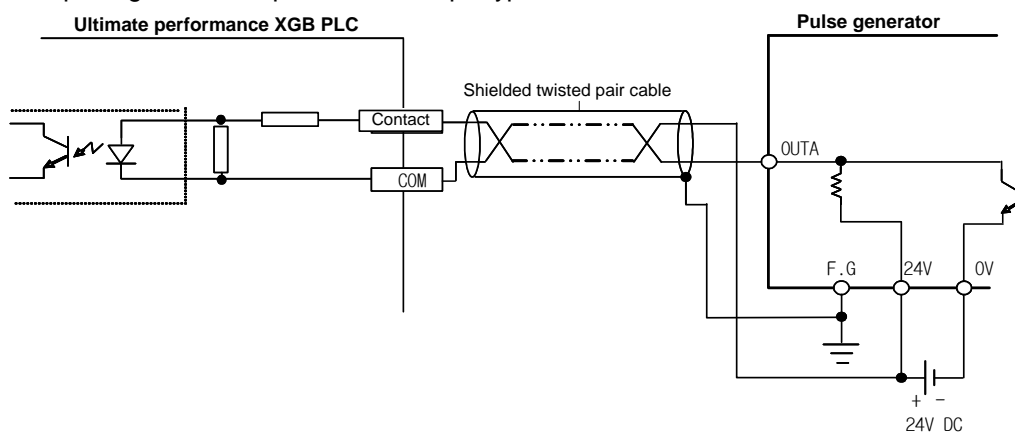 Ultimate performance XGB PLC
Pulse generator
Shielded twisted pair cable
Contact
COM
OUTA
F.G
24V
0V
+ -
24V DC